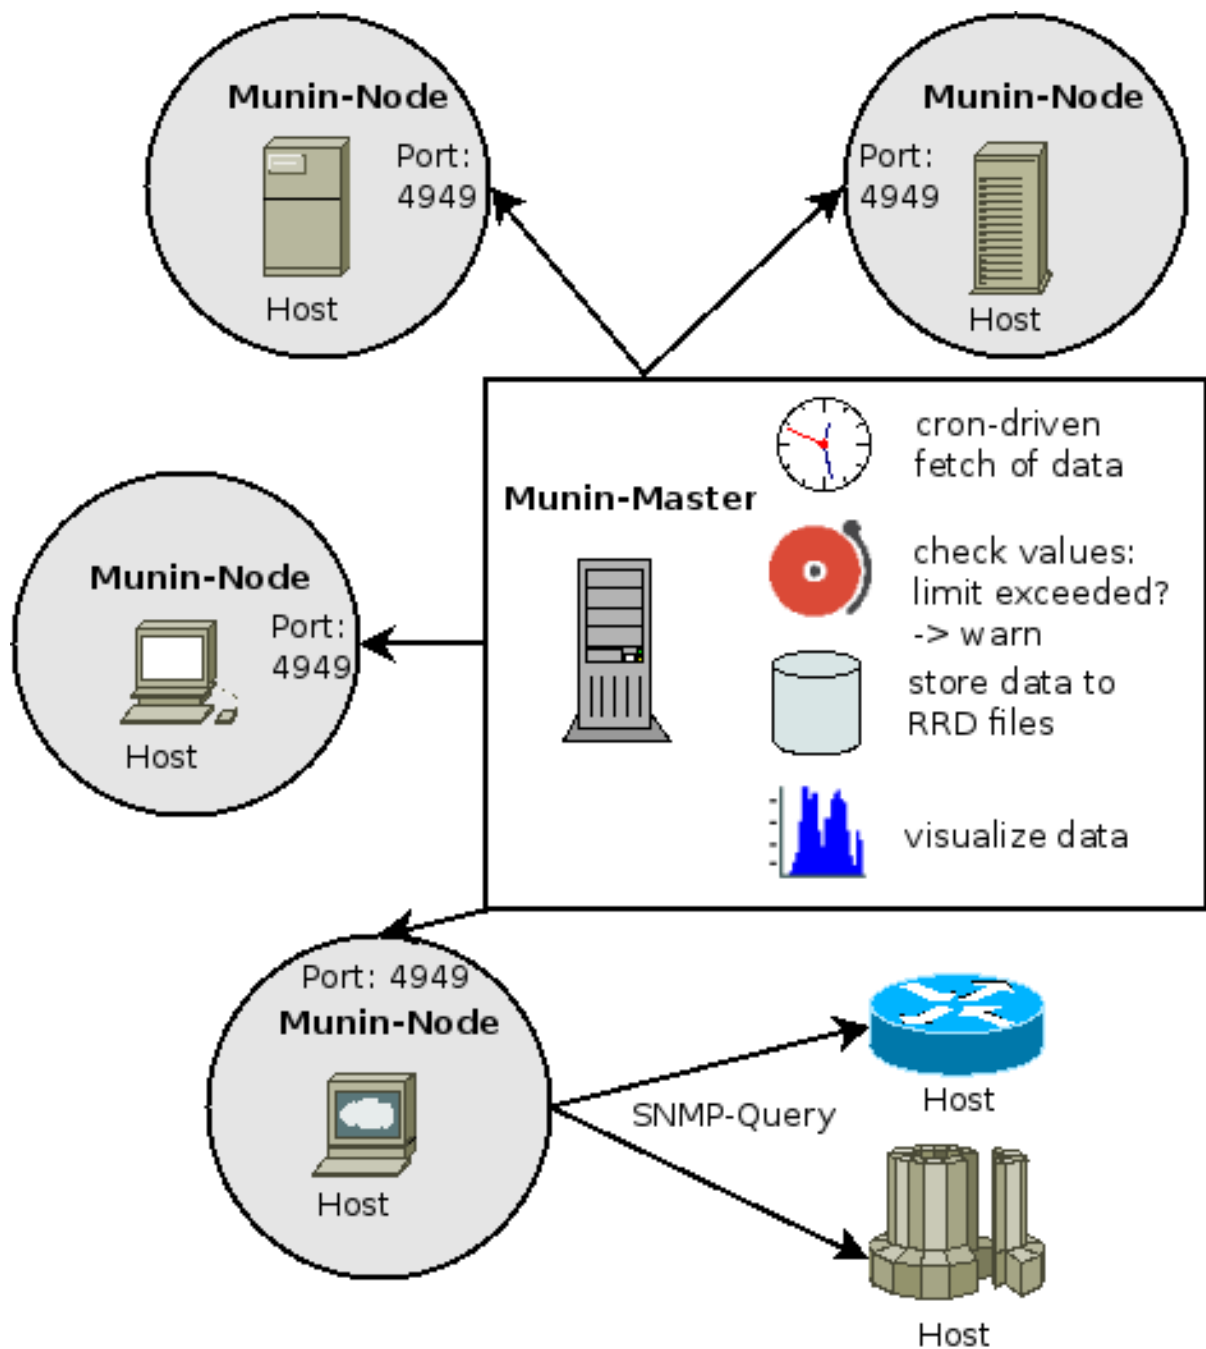 Munin-Node
Port:
4949
Host
Munin-Node
Port:
4949
Host
Munin-Master
cron-driven
fetch of data
check values:
limit exceeded?
-> warn
store data to
RRD files
visualize data
Munin-Node
Port:
4949
Host
Port: 4949
Munin-Node
Host
SNMP-Query
Host
Host